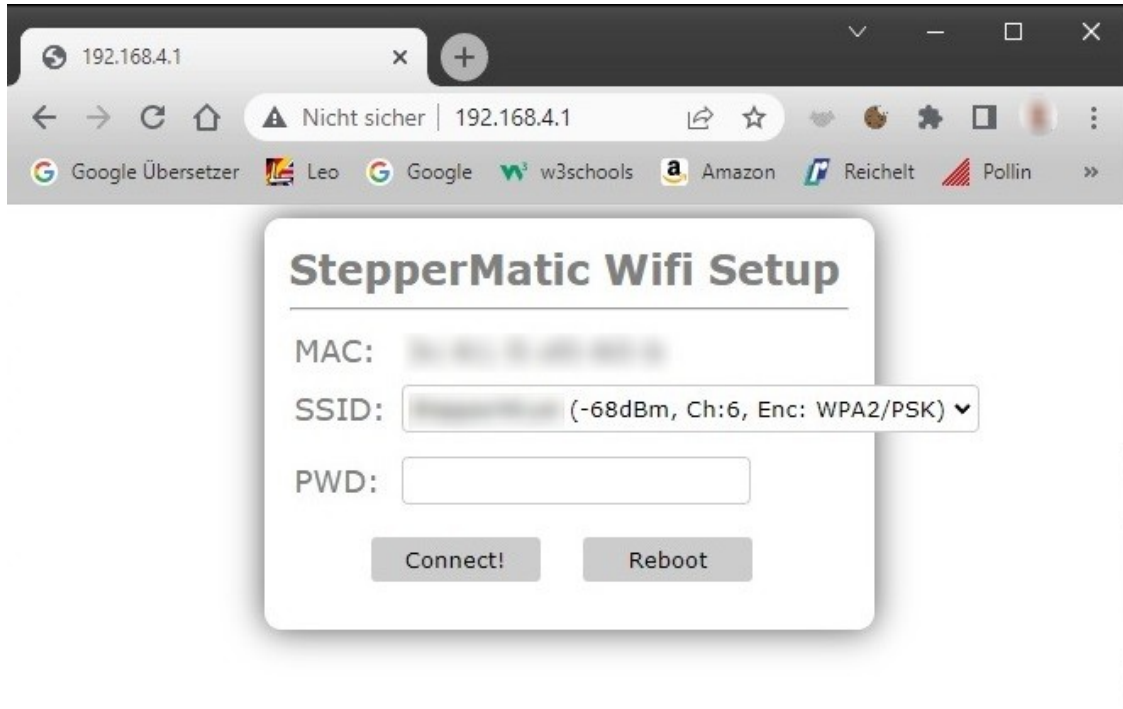 192.168.4.1
Nicht sicher | 192.168.4.1
Google Übersetzer Leo Google w3schools Amazon Reichelt Pollin »
StepperMatic Wifi Setup
MAC:
SSID: (-68dBm, Ch:6, Enc: WPA2/PSK)
PWD:
Connect! Reboot